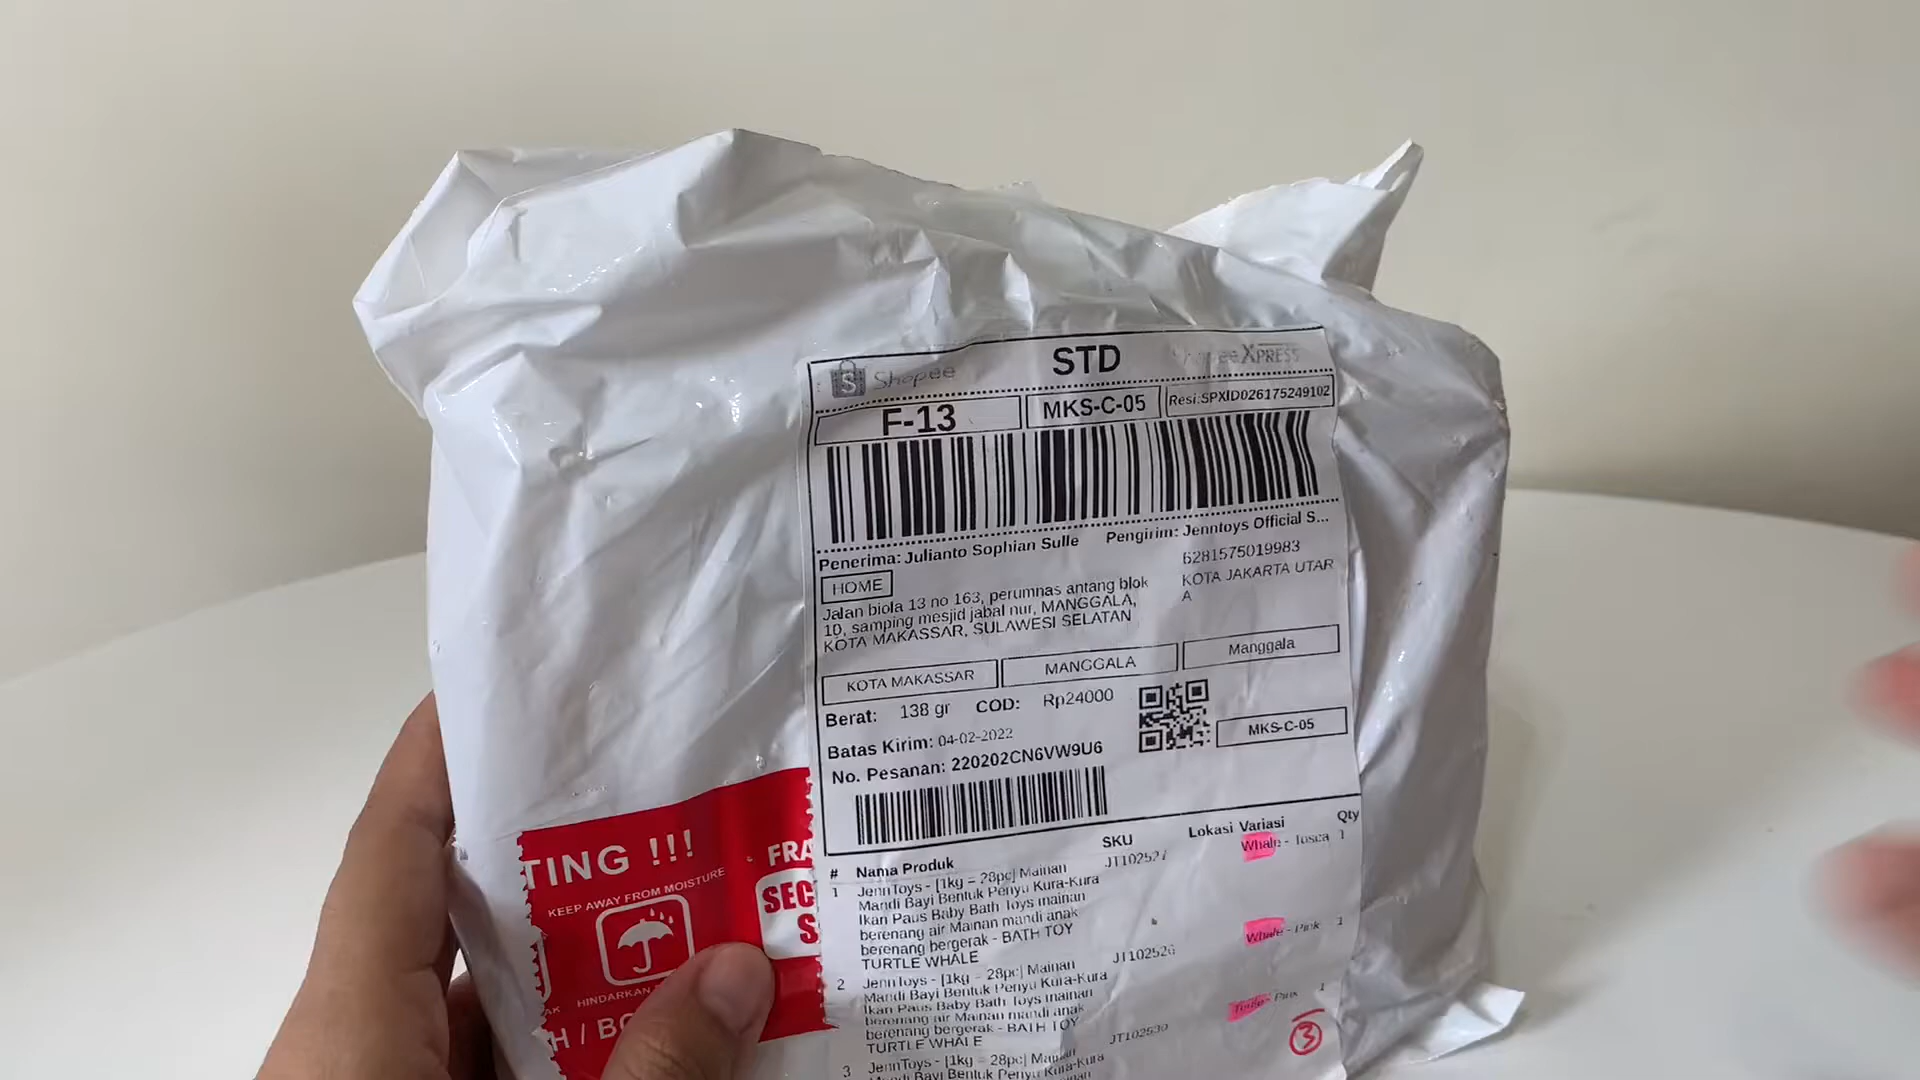 Shopee
STD
Shopee XPRESS
F-13
MKS-C-05
Resi:SPXID026175249102
Penerima: Julianto Sophian Sulle
Pengirim: Jenntoys Official S...
HOME
6281575019983
KOTA JAKARTA UTAR
A
Jalan biola 13 no 163, perumnas antang blok
10, samping mesjid jabal nur, MANGGALA,
KOTA MAKASSAR, SULAWESI SELATAN
KOTA MAKASSAR
MANGGALA
Manggala
Berat: 138 gr COD: Rp24000
Batas Kirim: 04-02-2022
MKS-C-05
No. Pesanan: 220202CN6VW9U6
# Nama Produk SKU Lokasi Variasi Qty
1 JennToys - [1kg = 28pc] Mainan JT102527 Whale - Tosca 1
Mandi Bayi Bentuk Penyu Kura-Kura
Ikan Paus Baby Bath Toys mainan
berenang air Mainan mandi anak
berenang bergerak - BATH TOY
TURTLE WHALE
2 JennToys - [1kg = 28pc] Mainan JT102526 Whale - Pink 1
Mandi Bayi Bentuk Penyu Kura-Kura
Ikan Paus Baby Bath Toys mainan
berenang air Mainan mandi anak
berenang bergerak - BATH TOY
TURTLE WHALE
3 JennToys - [1kg = 28pc] Mainan JT102530 Pink 1
Mandi Bayi Bentuk Penyu Kura-Kura
3
TING !!!
KEEP AWAY FROM MOISTURE
HINDARKAN
FRA
SEC
S
AK
H / BO